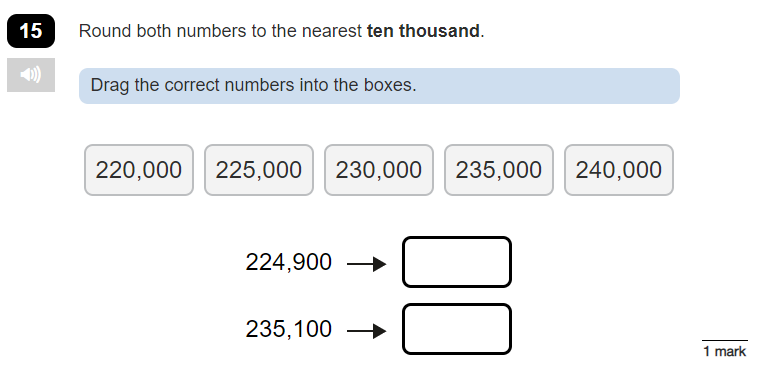 15 Round both numbers to the nearest ten thousand.
Drag the correct numbers into the boxes.
220,000 225,000 230,000 235,000 240,000
224,900
235,100
1 mark